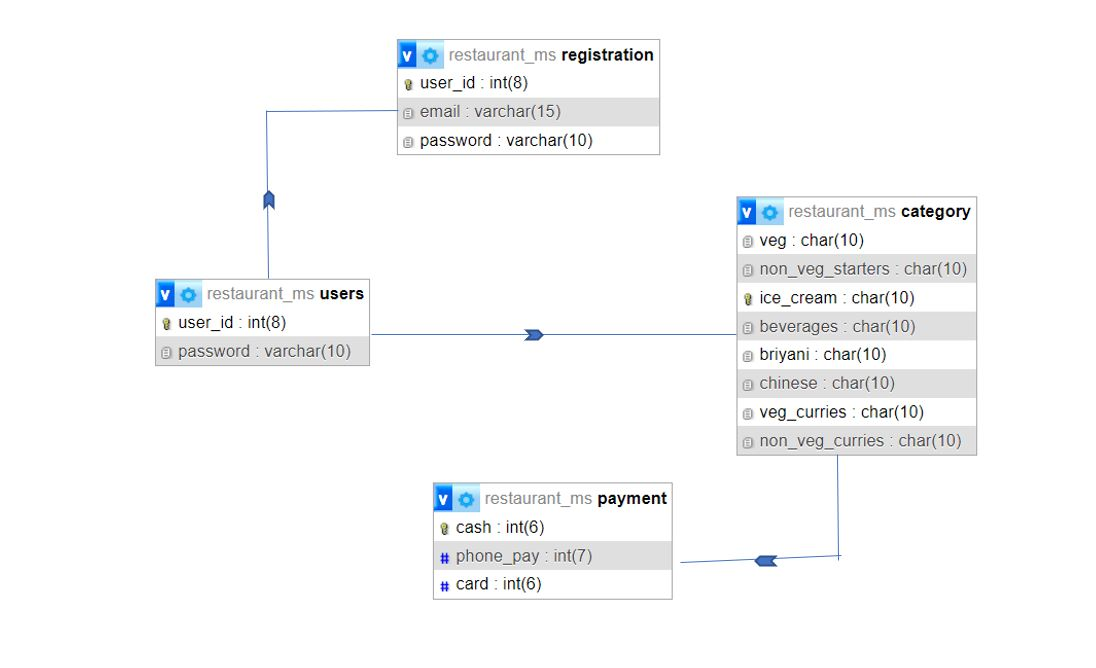 v restaurant_ms registration
user_id : int(8)
email : varchar(15)
password : varchar(10)
v restaurant_ms category
veg : char(10)
non_veg_starters : char(10)
ice_cream : char(10)
beverages : char(10)
briyani : char(10)
chinese : char(10)
veg_curries : char(10)
non_veg_curries : char(10)
v restaurant_ms users
user_id : int(8)
password : varchar(10)
v restaurant_ms payment
cash : int(6)
# phone_pay : int(7)
# card : int(6)